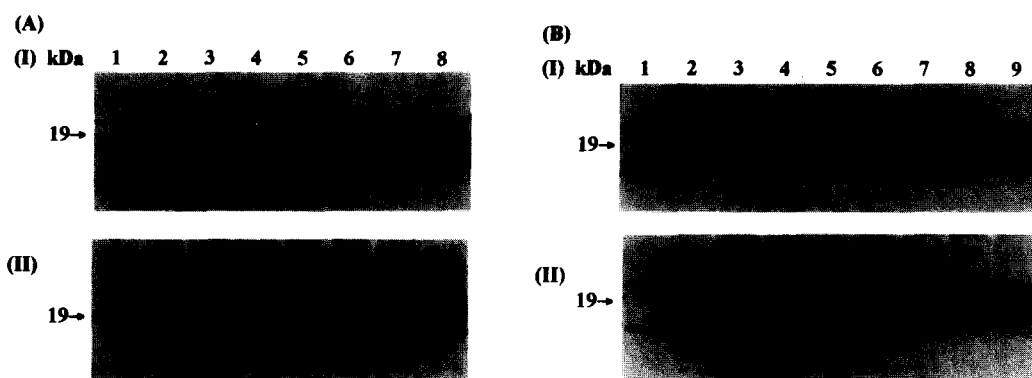 (A)
(I) kDa 1 2 3 4 5 6 7 8
19→
(II)
19→
(B)
(I) kDa 1 2 3 4 5 6 7 8 9
19→
(II)
19→